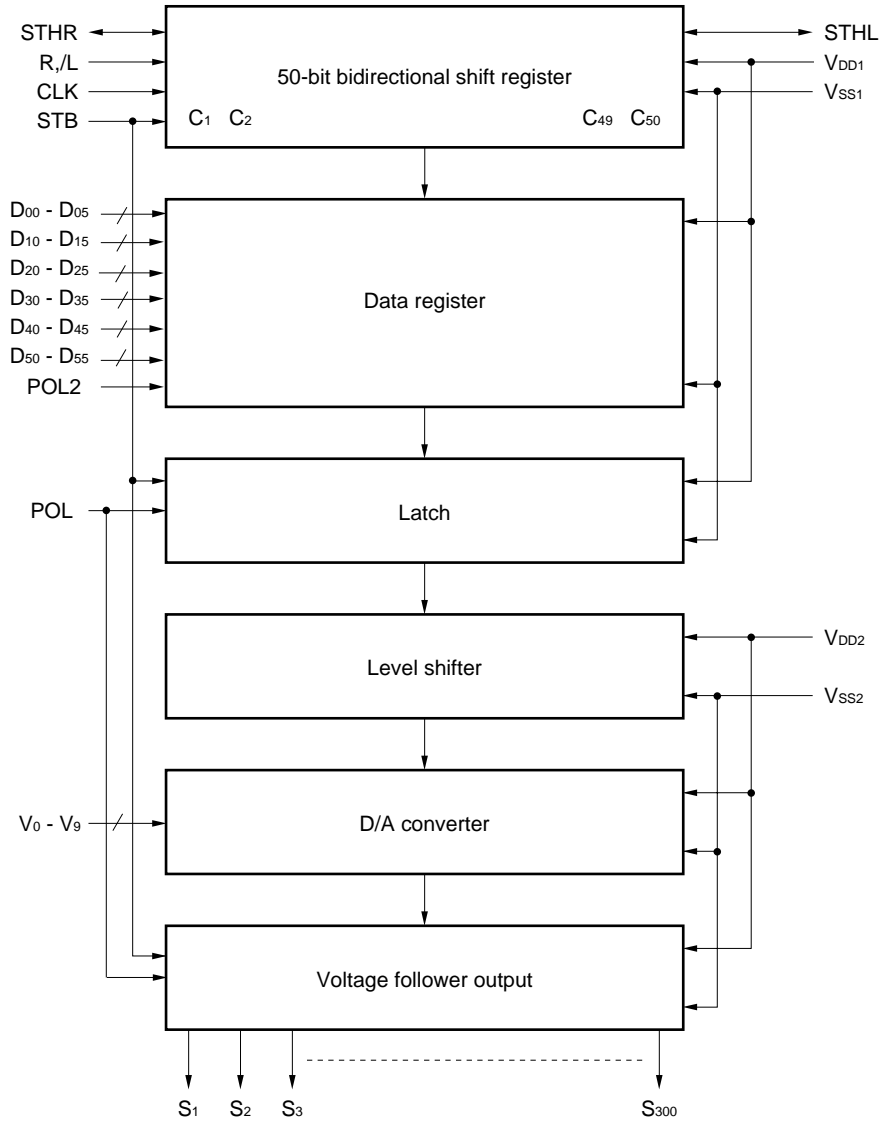 STHR
STHL
R,/L
VDD1
50-bit bidirectional shift register
CLK
VSS1
STB
C1 C2 C49 C50
D00 - D05
D10 - D15
D20 - D25
D30 - D35
Data register
D40 - D45
D50 - D55
POL2
POL
Latch
Level shifter
VDD2
VSS2
V0 - V9
D/A converter
Voltage follower output
S1 S2 S3 S300